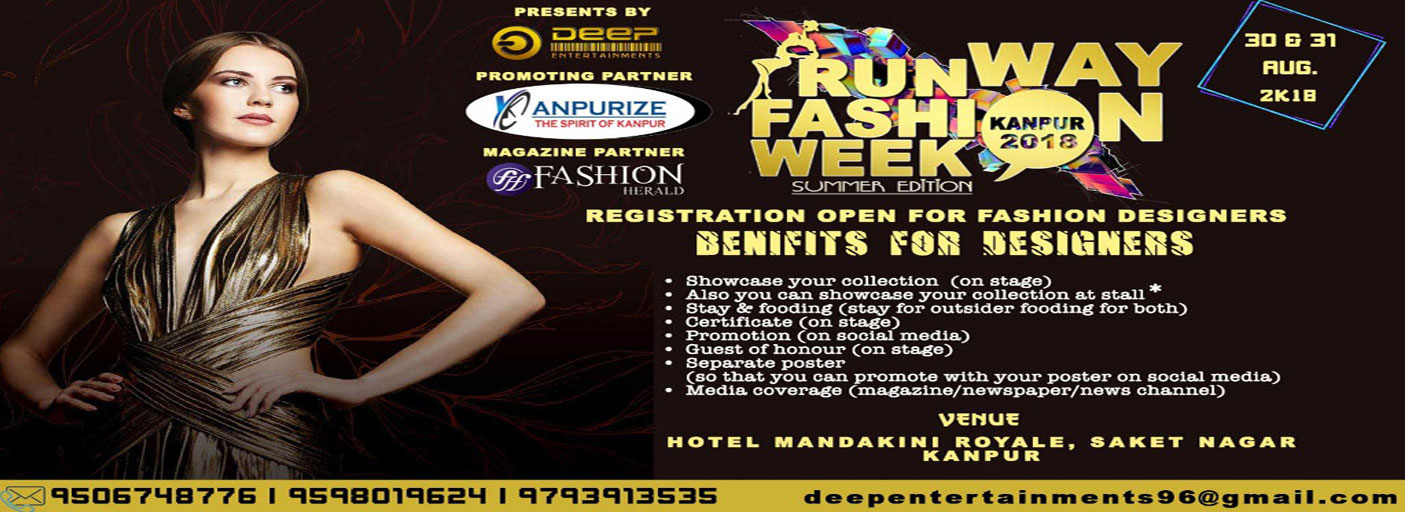 PRESENTS BY
DEEP
ENTERTAINMENTS
PROMOTING PARTNER
KANPURIZE
THE SPIRIT OF KANPUR
MAGAZINE PARTNER
fh FASHION
HERALD
RUNWAY
FASHION
WEEK
KANPUR
2018
SUMMER EDITION
30 & 31
AUG.
2K18
REGISTRATION OPEN FOR FASHION DESIGNERS
BENIFITS FOR DESIGNERS
• Showcase your collection (on stage)
• Also you can showcase your collection at stall *
• Stay & fooding (stay for outsider fooding for both)
• Certificate (on stage)
• Promotion (on social media)
• Guest of honour (on stage)
• Separate poster
(so that you can promote with your poster on social media)
• Media coverage (magazine/newspaper/news channel)
VENUE
HOTEL MANDAKINI ROYALE, SAKET NAGAR
KANPUR
9506748776 | 9598019624 | 9793913535
deepentertainments96@gmail.com